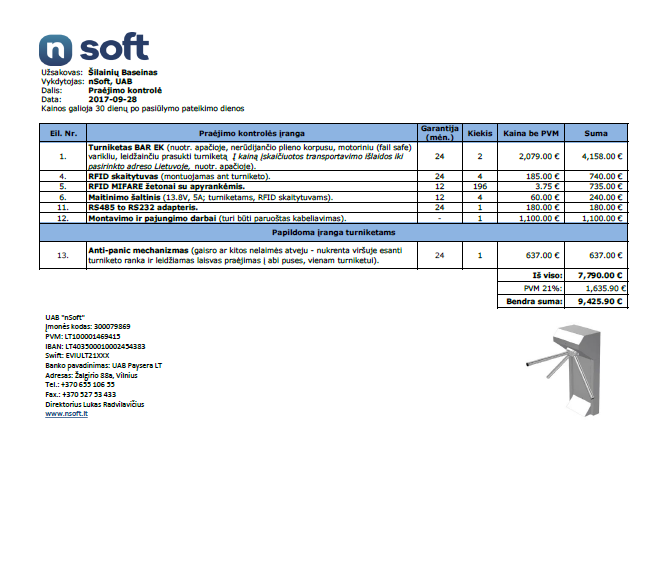 n soft
Užsakovas: Šilainių Baseinas
Vykdytojas: nSoft, UAB
Dalis: Praėjimo kontrolė
Data: 2017-09-28
Kainos galioja 30 dienų po pasiūlymo pateikimo dienos
Eil. Nr. Praėjimo kontrolės įranga Garantija (mėn.) Kiekis Kaina be PVM Suma
1. Turniketas BAR EK (nuotr. apačioje, nerūdijančio plieno korpusu, motoriniu (fail safe) 24 2 2,079.00 € 4,158.00 €
varikliu, leidžainčiu prasukti turniketą Į kainą įskaičiuotos transportavimo išlaidos iki
pasirinkto adreso Lietuvoje, nuotr. apačioje).
4. RFID skaitytuvas (montuojamas ant turniketo). 24 4 185.00 € 740.00 €
5. RFID MIFARE žetonai su apyrankėmis. 12 196 3.75 € 735.00 €
6. Maitinimo šaltinis (13.8V, 5A; turniketams, RFID skaitytuvams). 12 4 60.00 € 240.00 €
11. RS485 to RS232 adapteris. 24 1 180.00 € 180.00 €
12. Montavimo ir pajungimo darbai (turi būti paruoštas kabeliavimas). - 1 1,100.00 € 1,100.00 €
Papildoma įranga turniketams
13. Anti-panic mechanizmas (gaisro ar kitos nelaimės atveju - nukrenta viršuje esanti 24 1 637.00 € 637.00 €
turniketo ranka ir leidžiamas laisvas praėjimas į abi puses, vienam turniketui).
Iš viso: 7,790.00 €
PVM 21%: 1,635.90 €
Bendra suma: 9,425.90 €
UAB "nSoft"
Įmonės kodas: 300079869
PVM: LT100001469415
IBAN: LT403500010002454383
Swift: EVIULT21XXX
Banko pavadinimas: UAB Paysera LT
Adresas: Žalgirio 88a, Vilnius
Tel.: +370 655 106 55
Fax.: +370 527 53 433
Direktorius Lukas Radvilavičius
www.nsoft.lt